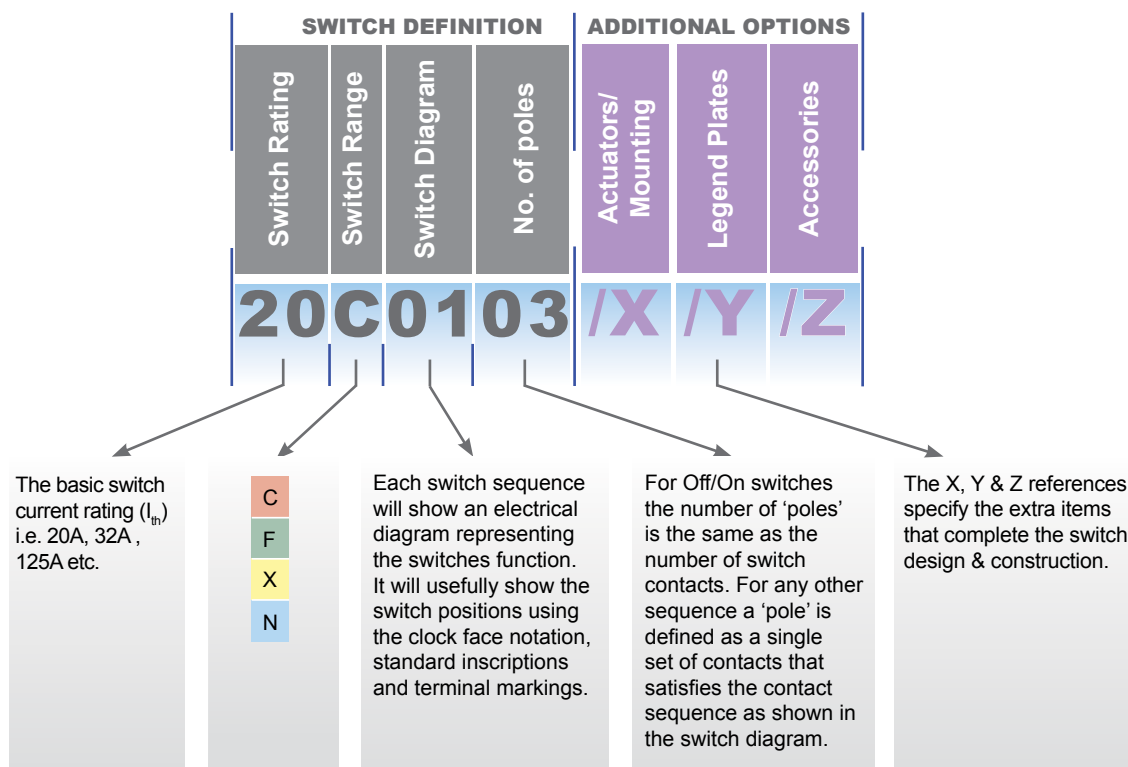 SWITCH DEFINITION
ADDITIONAL OPTIONS
Switch Rating
Switch Range
Switch Diagram
No. of poles
Actuators/
Mounting
Legend Plates
Accessories
20C0103/X/Y/Z
The basic switch
current rating (Ith)
i.e. 20A, 32A ,
125A etc.
C
F
X
N
Each switch sequence
will show an electrical
diagram representing
the switches function.
It will usefully show the
switch positions using
the clock face notation,
standard inscriptions
and terminal markings.
For Off/On switches
the number of ‘poles’
is the same as the
number of switch
contacts. For any other
sequence a ‘pole’ is
defined as a single
set of contacts that
satisfies the contact
sequence as shown in
the switch diagram.
The X, Y & Z references
specify the extra items
that complete the switch
design & construction.